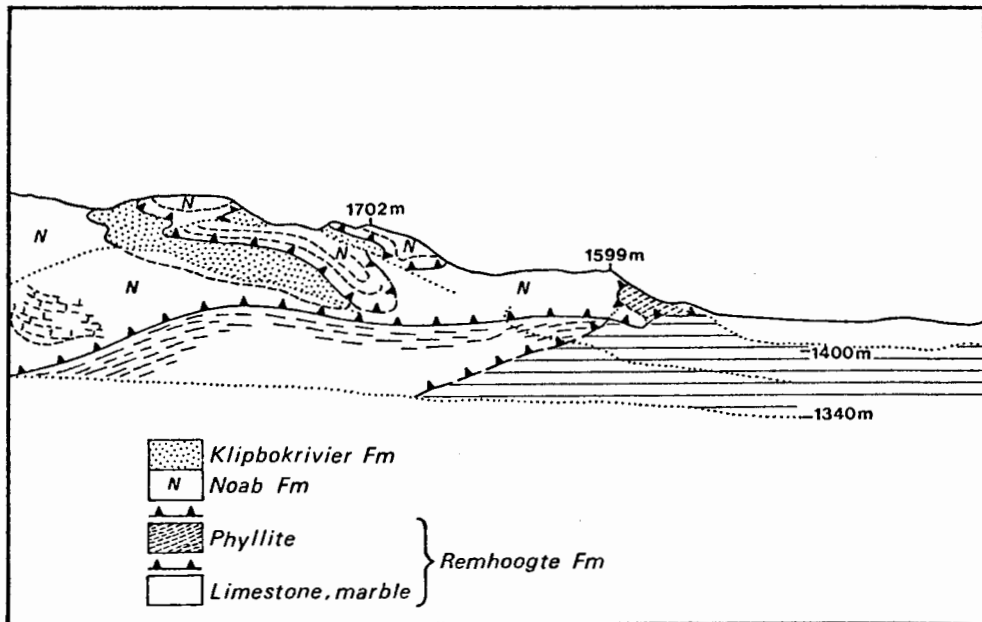 N
1702m
N
N
N
N
1599m
N
N
1400m
1340m
Klipbokrivier Fm
N Noab Fm
Phyllite
Remhoogte Fm
Limestone, marble